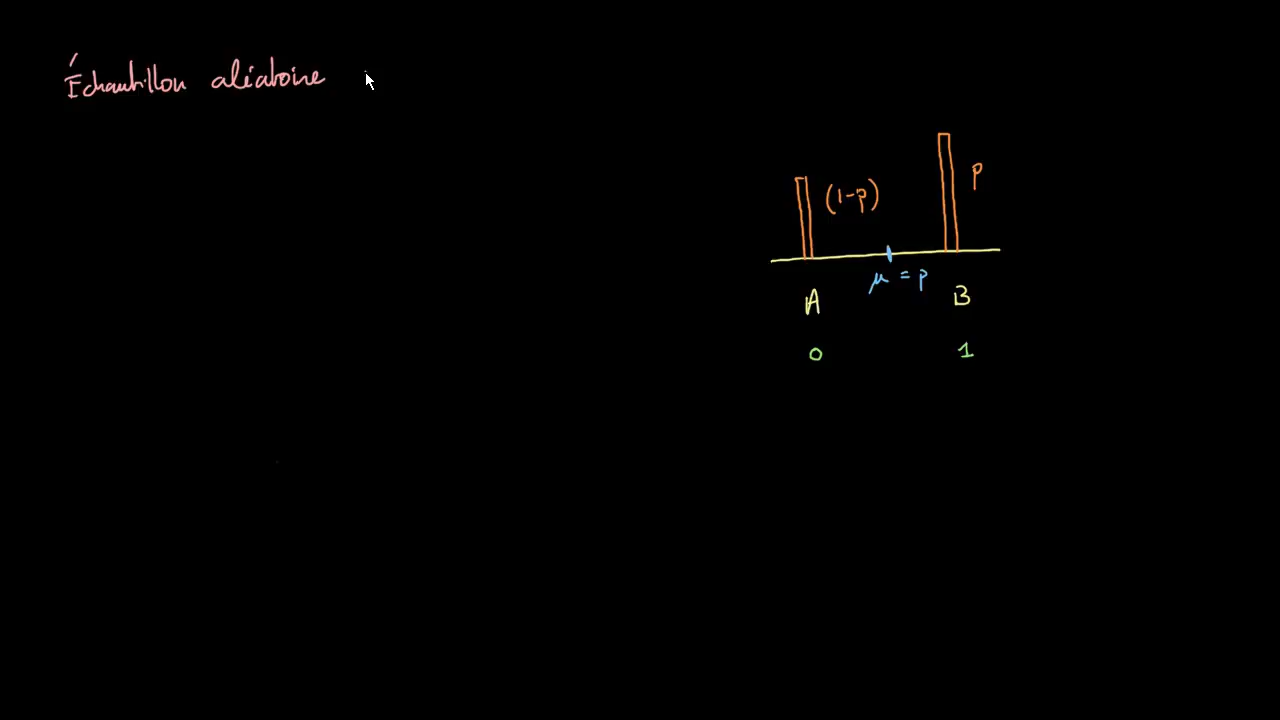 Échantillon aléatoire
(1-p) p
μ = p
A B
0 1